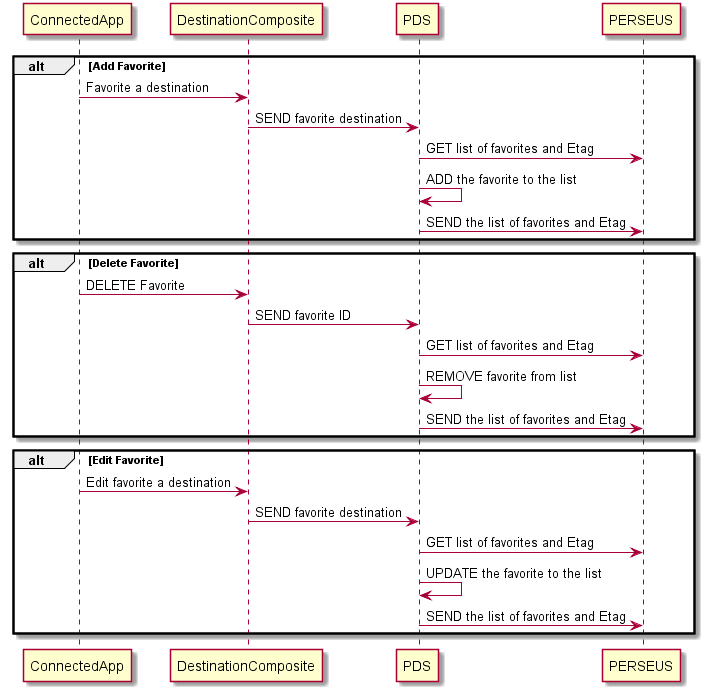 ConnectedApp DestinationComposite PDS PERSEUS
alt [Add Favorite]
Favorite a destination
SEND favorite destination
GET list of favorites and Etag
ADD the favorite to the list
SEND the list of favorites and Etag
alt [Delete Favorite]
DELETE Favorite
SEND favorite ID
GET list of favorites and Etag
REMOVE favorite from list
SEND the list of favorites and Etag
alt [Edit Favorite]
Edit favorite a destination
SEND favorite destination
GET list of favorites and Etag
UPDATE the favorite to the list
SEND the list of favorites and Etag
ConnectedApp DestinationComposite PDS PERSEUS